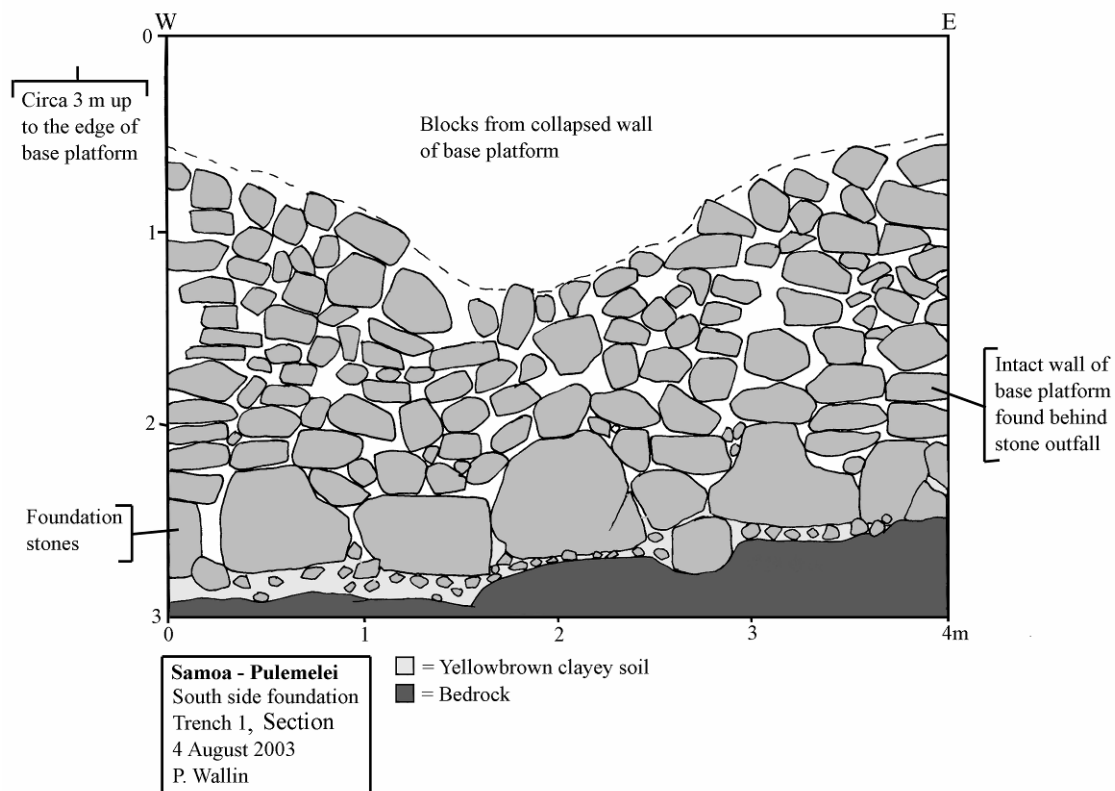 W
E
0
Circa 3 m up
to the edge of
base platform
Blocks from collapsed wall
of base platform
1
Intact wall of
base platform
found behind
stone outfall
2
Foundation
stones
3
0
1
2
3
4m
Samoa - Pulemelei
South side foundation
Trench 1, Section
4 August 2003
P. Wallin
= Yellowbrown clayey soil
= Bedrock